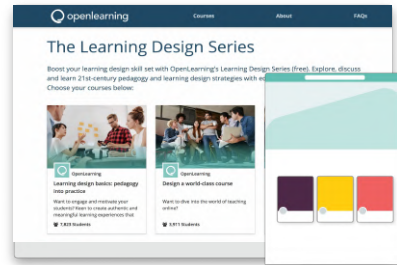 openlearning
Courses
About
FAQs
The Learning Design Series
Boost your learning design skill set with OpenLearning's Learning Design Series (free). Explore, discuss
and learn 21st-century pedagogy and learning design strategies with
Choose your courses below:
OpenLearning
Learning design basics: pedagogy
into practice
Want to engage and motivate your
students? Keen to create authentic and
meaningful learning experiences that
7,820 Students
OpenLearning
Design a world-class course
Want to dive into the world of teaching
online?
5,911 Students